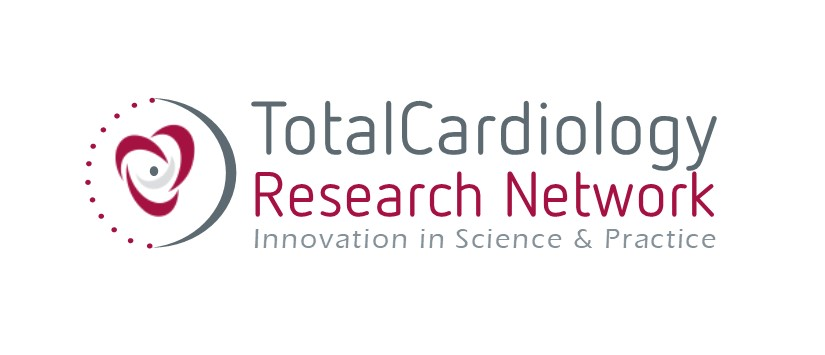 TotalCardiology
Research Network
Innovation in Science & Practice